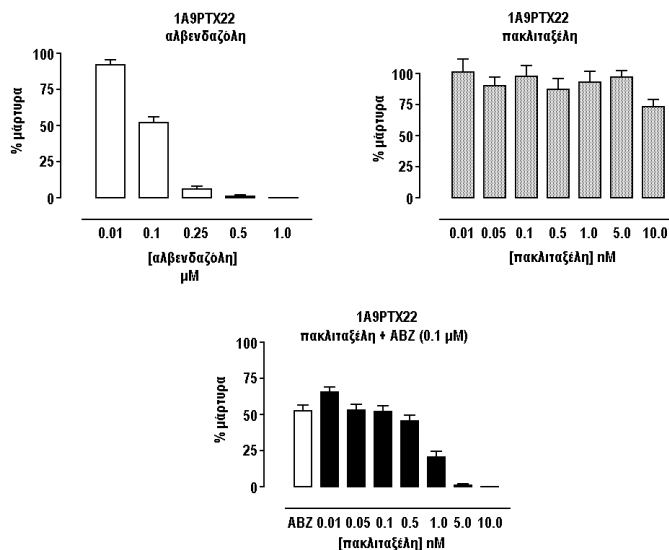 1A9PTX22
αλβενδαζόλη
% μάρτυρα
100
75
50
25
0
0.01 0.1 0.25 0.5 1.0
[αλβενδαζόλη]
μM
1A9PTX22
πακλιταξέλη
% μάρτυρα
100
75
50
25
0
0.01 0.05 0.1 0.5 1.0 5.0 10.0
[πακλιταξέλη] nM
1A9PTX22
πακλιταξέλη + ABZ (0.1 μM)
% μάρτυρα
100
75
50
25
0
ABZ 0.01 0.05 0.1 0.5 1.0 5.0 10.0
[πακλιταξέλη] nM